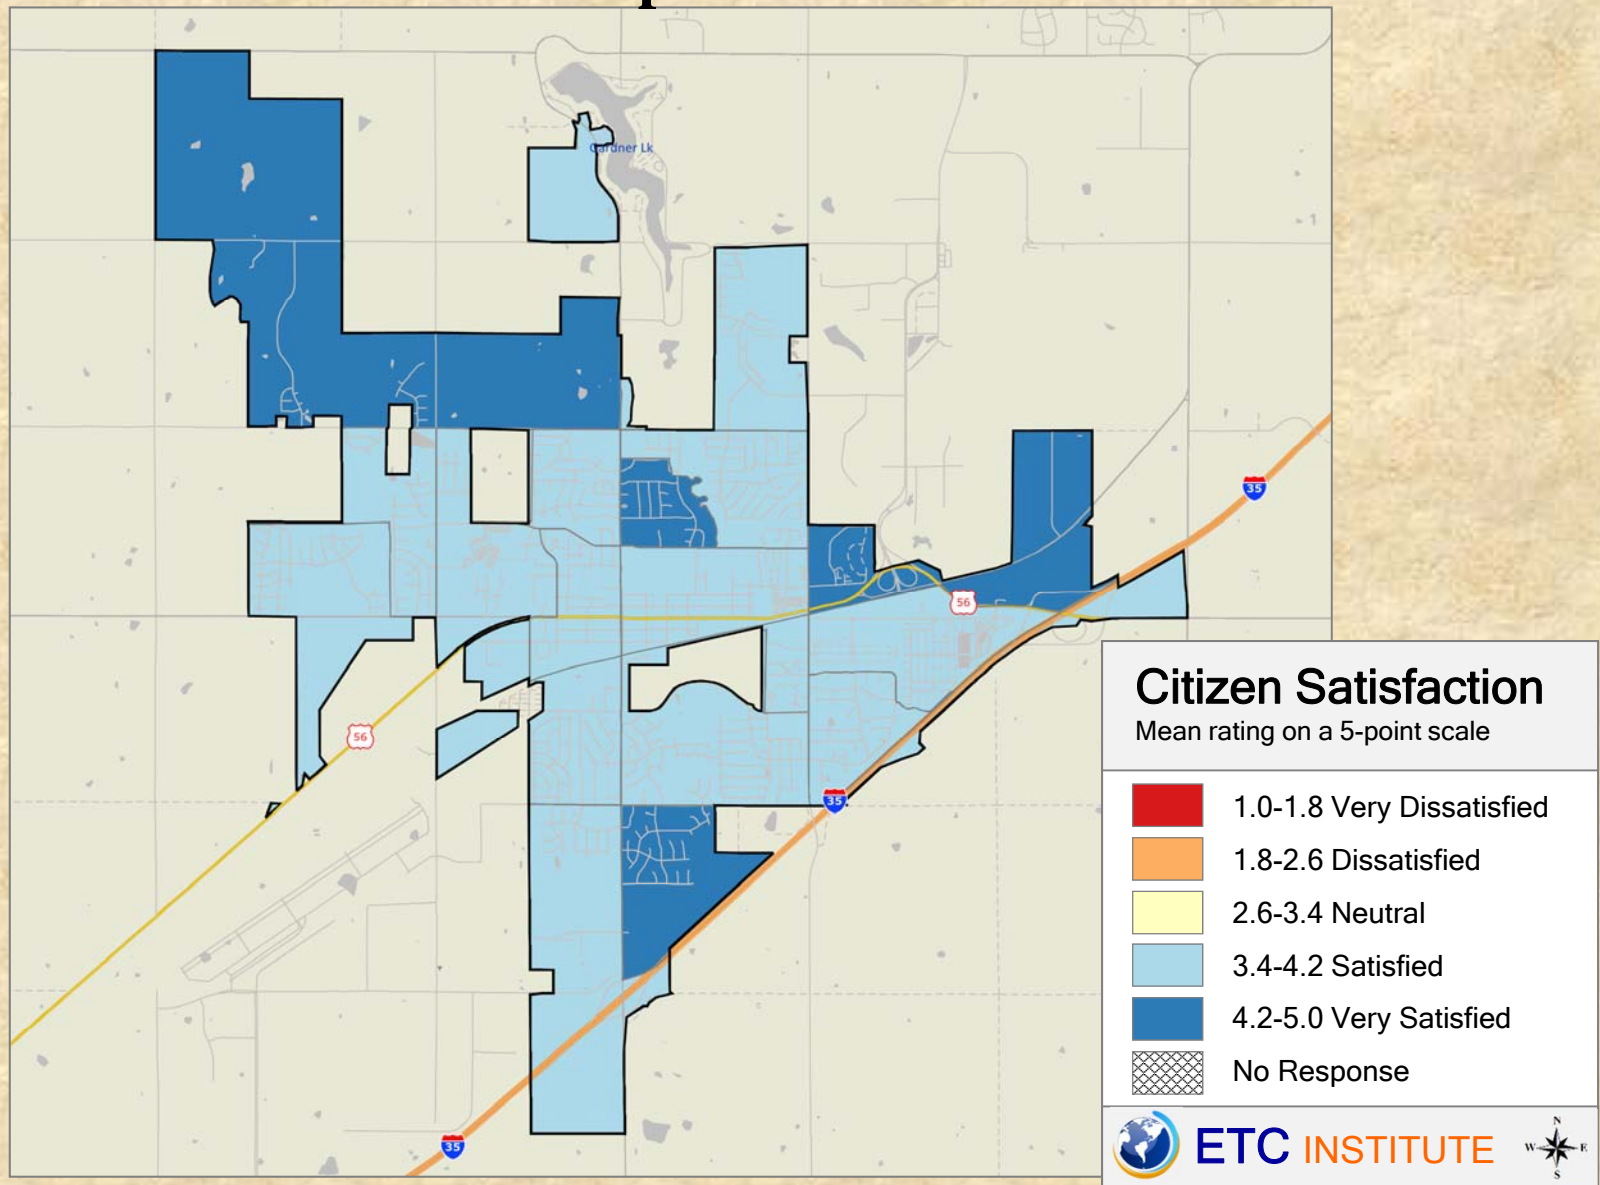 Gardner Lk
1
35
56
56
35
35
Citizen Satisfaction
Mean rating on a 5-point scale
1.0-1.8 Very Dissatisfied
1.8-2.6 Dissatisfied
2.6-3.4 Neutral
3.4-4.2 Satisfied
4.2-5.0 Very Satisfied
No Response
ETC INSTITUTE
N
W E
S